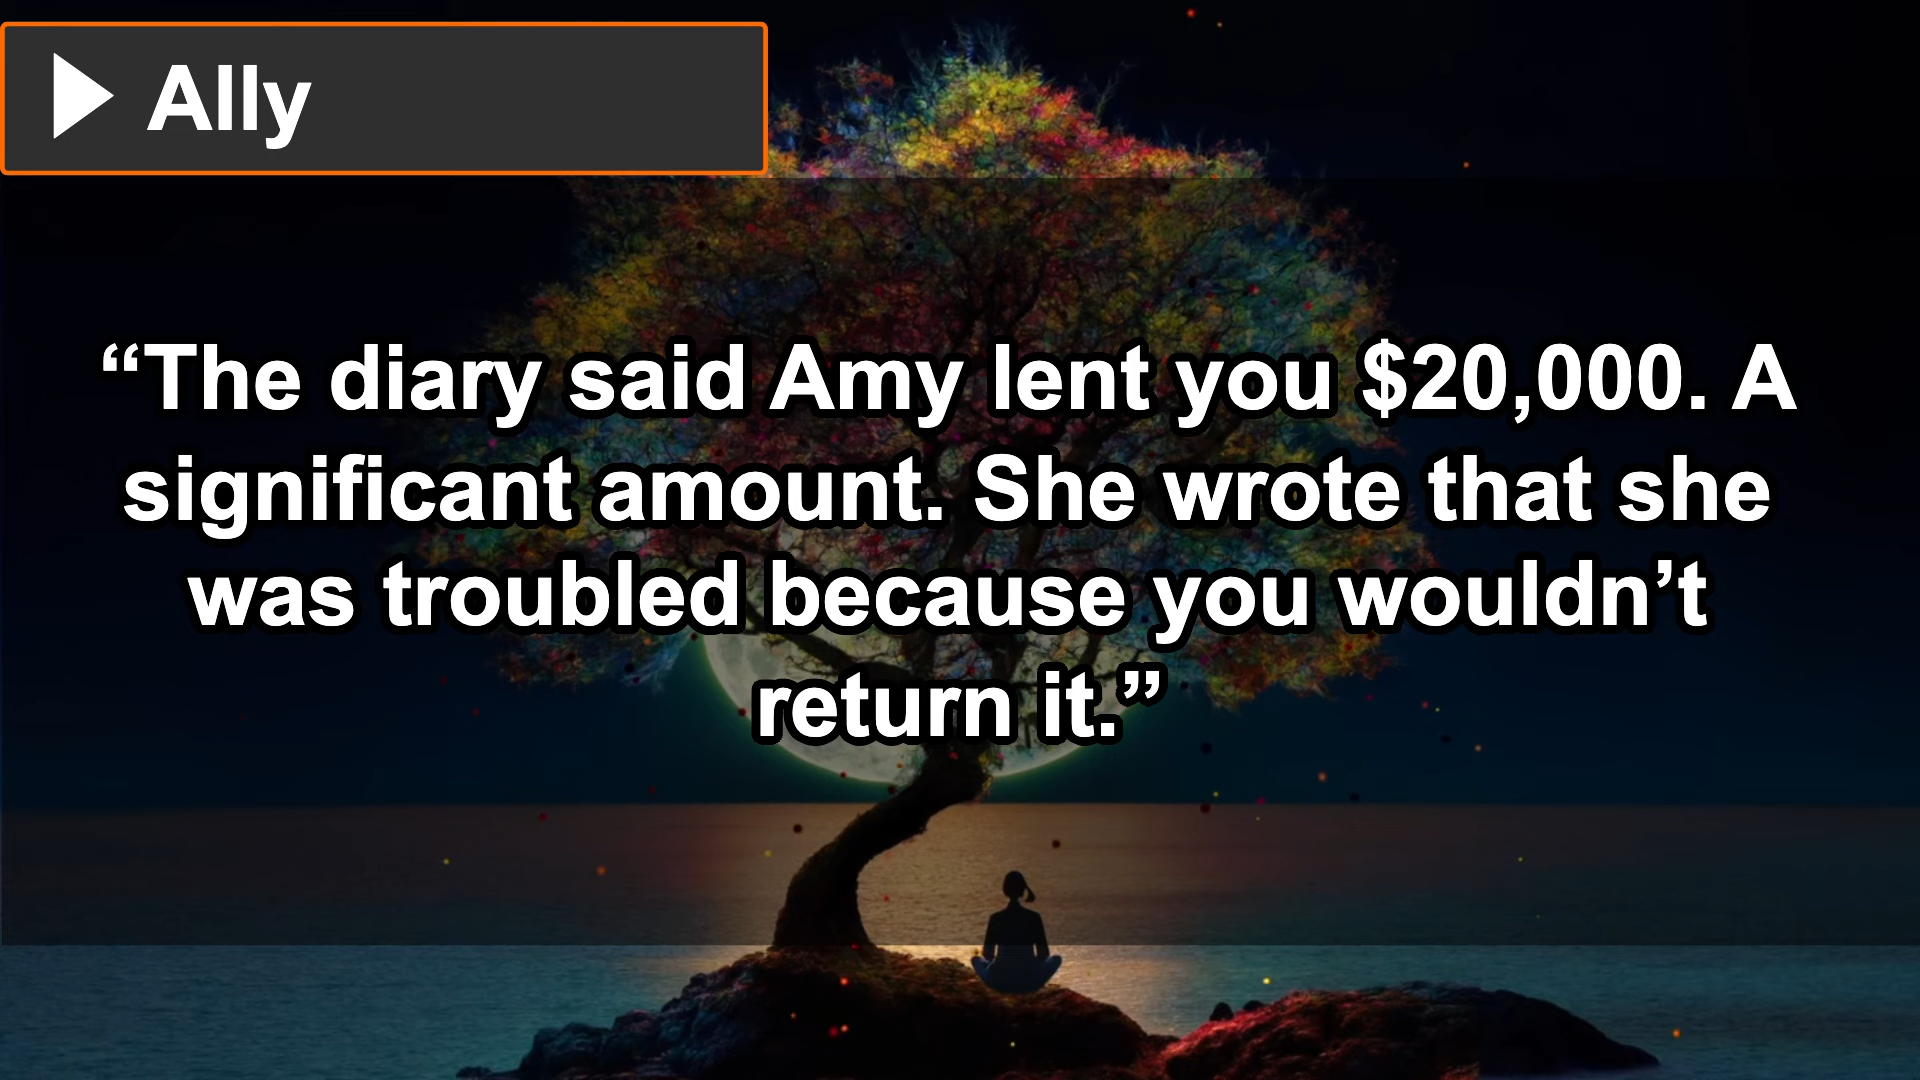 Ally
“The diary said Amy lent you $20,000. A
significant amount. She wrote that she
was troubled because you wouldn’t
return it.”